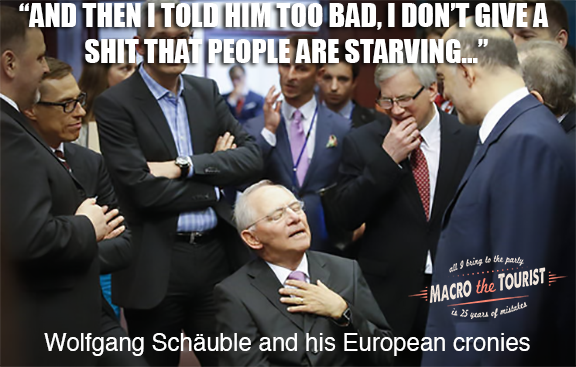 “AND THEN I TOLD HIM TOO BAD, I DON’T GIVE A
SHIT THAT PEOPLE ARE STARVING...”
all I bring to the party
MACRO the TOURIST
is 25 years of mistakes
Wolfgang Schäuble and his European cronies